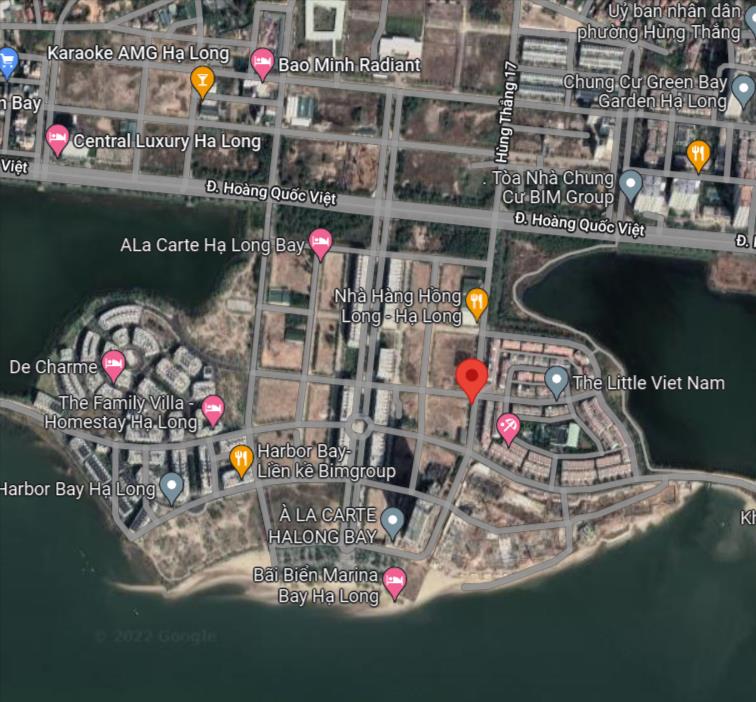 Uỷ ban nhân dân
phường Hùng Thắng
Karaoke AMG Hạ Long
Bao Minh Radiant
Chung Cư Green Bay
Garden Hạ Long
n Bay
Hùng Thắng 17
Central Luxury Ha Long
Việt
. Tòa Nhà Chung
Cư BIM Group
Đ. Hoàng Quốc Việt
Đ. Hoàng Quốc Việt
Đ.
ALa Carte Hạ Long Bay
Nhà Hàng Hồng
Long - Hạ Long
De Charme
The Little Viet Nam
The Family Villa -
Homestay Hạ Long
Harbor Bay-
Liền kề Bimgroup
Harbor Bay Hạ Long
À LA CARTE
HALONG BAY
Kh
Bãi Biển Marina
Bay Hạ Long
© 2022 Google